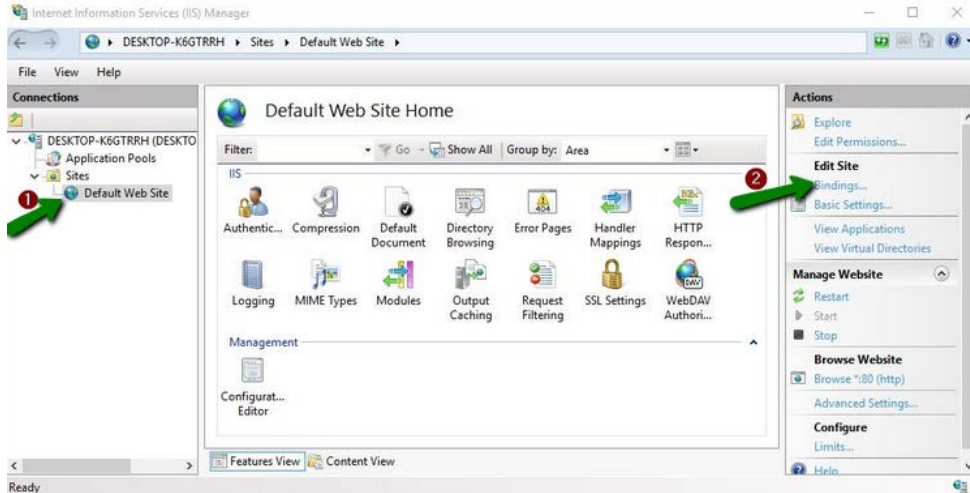 Internet Information Services (IIS) Manager
DESKTOP-K6GTRRH Sites Default Web Site
File View Help
Connections
DESKTOP-K6GTRRH (DESKTO
Application Pools
Sites
Default Web Site
1
Default Web Site Home
Filter: Go Show All Group by: Area
IIS
Authentic... Compression Default Document Directory Browsing Error Pages Handler Mappings HTTP Respon...
Logging MIME Types Modules Output Caching Request Filtering SSL Settings WebDAV Authori...
Management
Configurat... Editor
Features View Content View
Actions
Explore
Edit Permissions...
Edit Site
2
Bindings...
Basic Settings...
View Applications
View Virtual Directories
Manage Website
Restart
Start
Stop
Browse Website
Browse *:80 (http)
Advanced Settings...
Configure
Limits...
Help
Ready